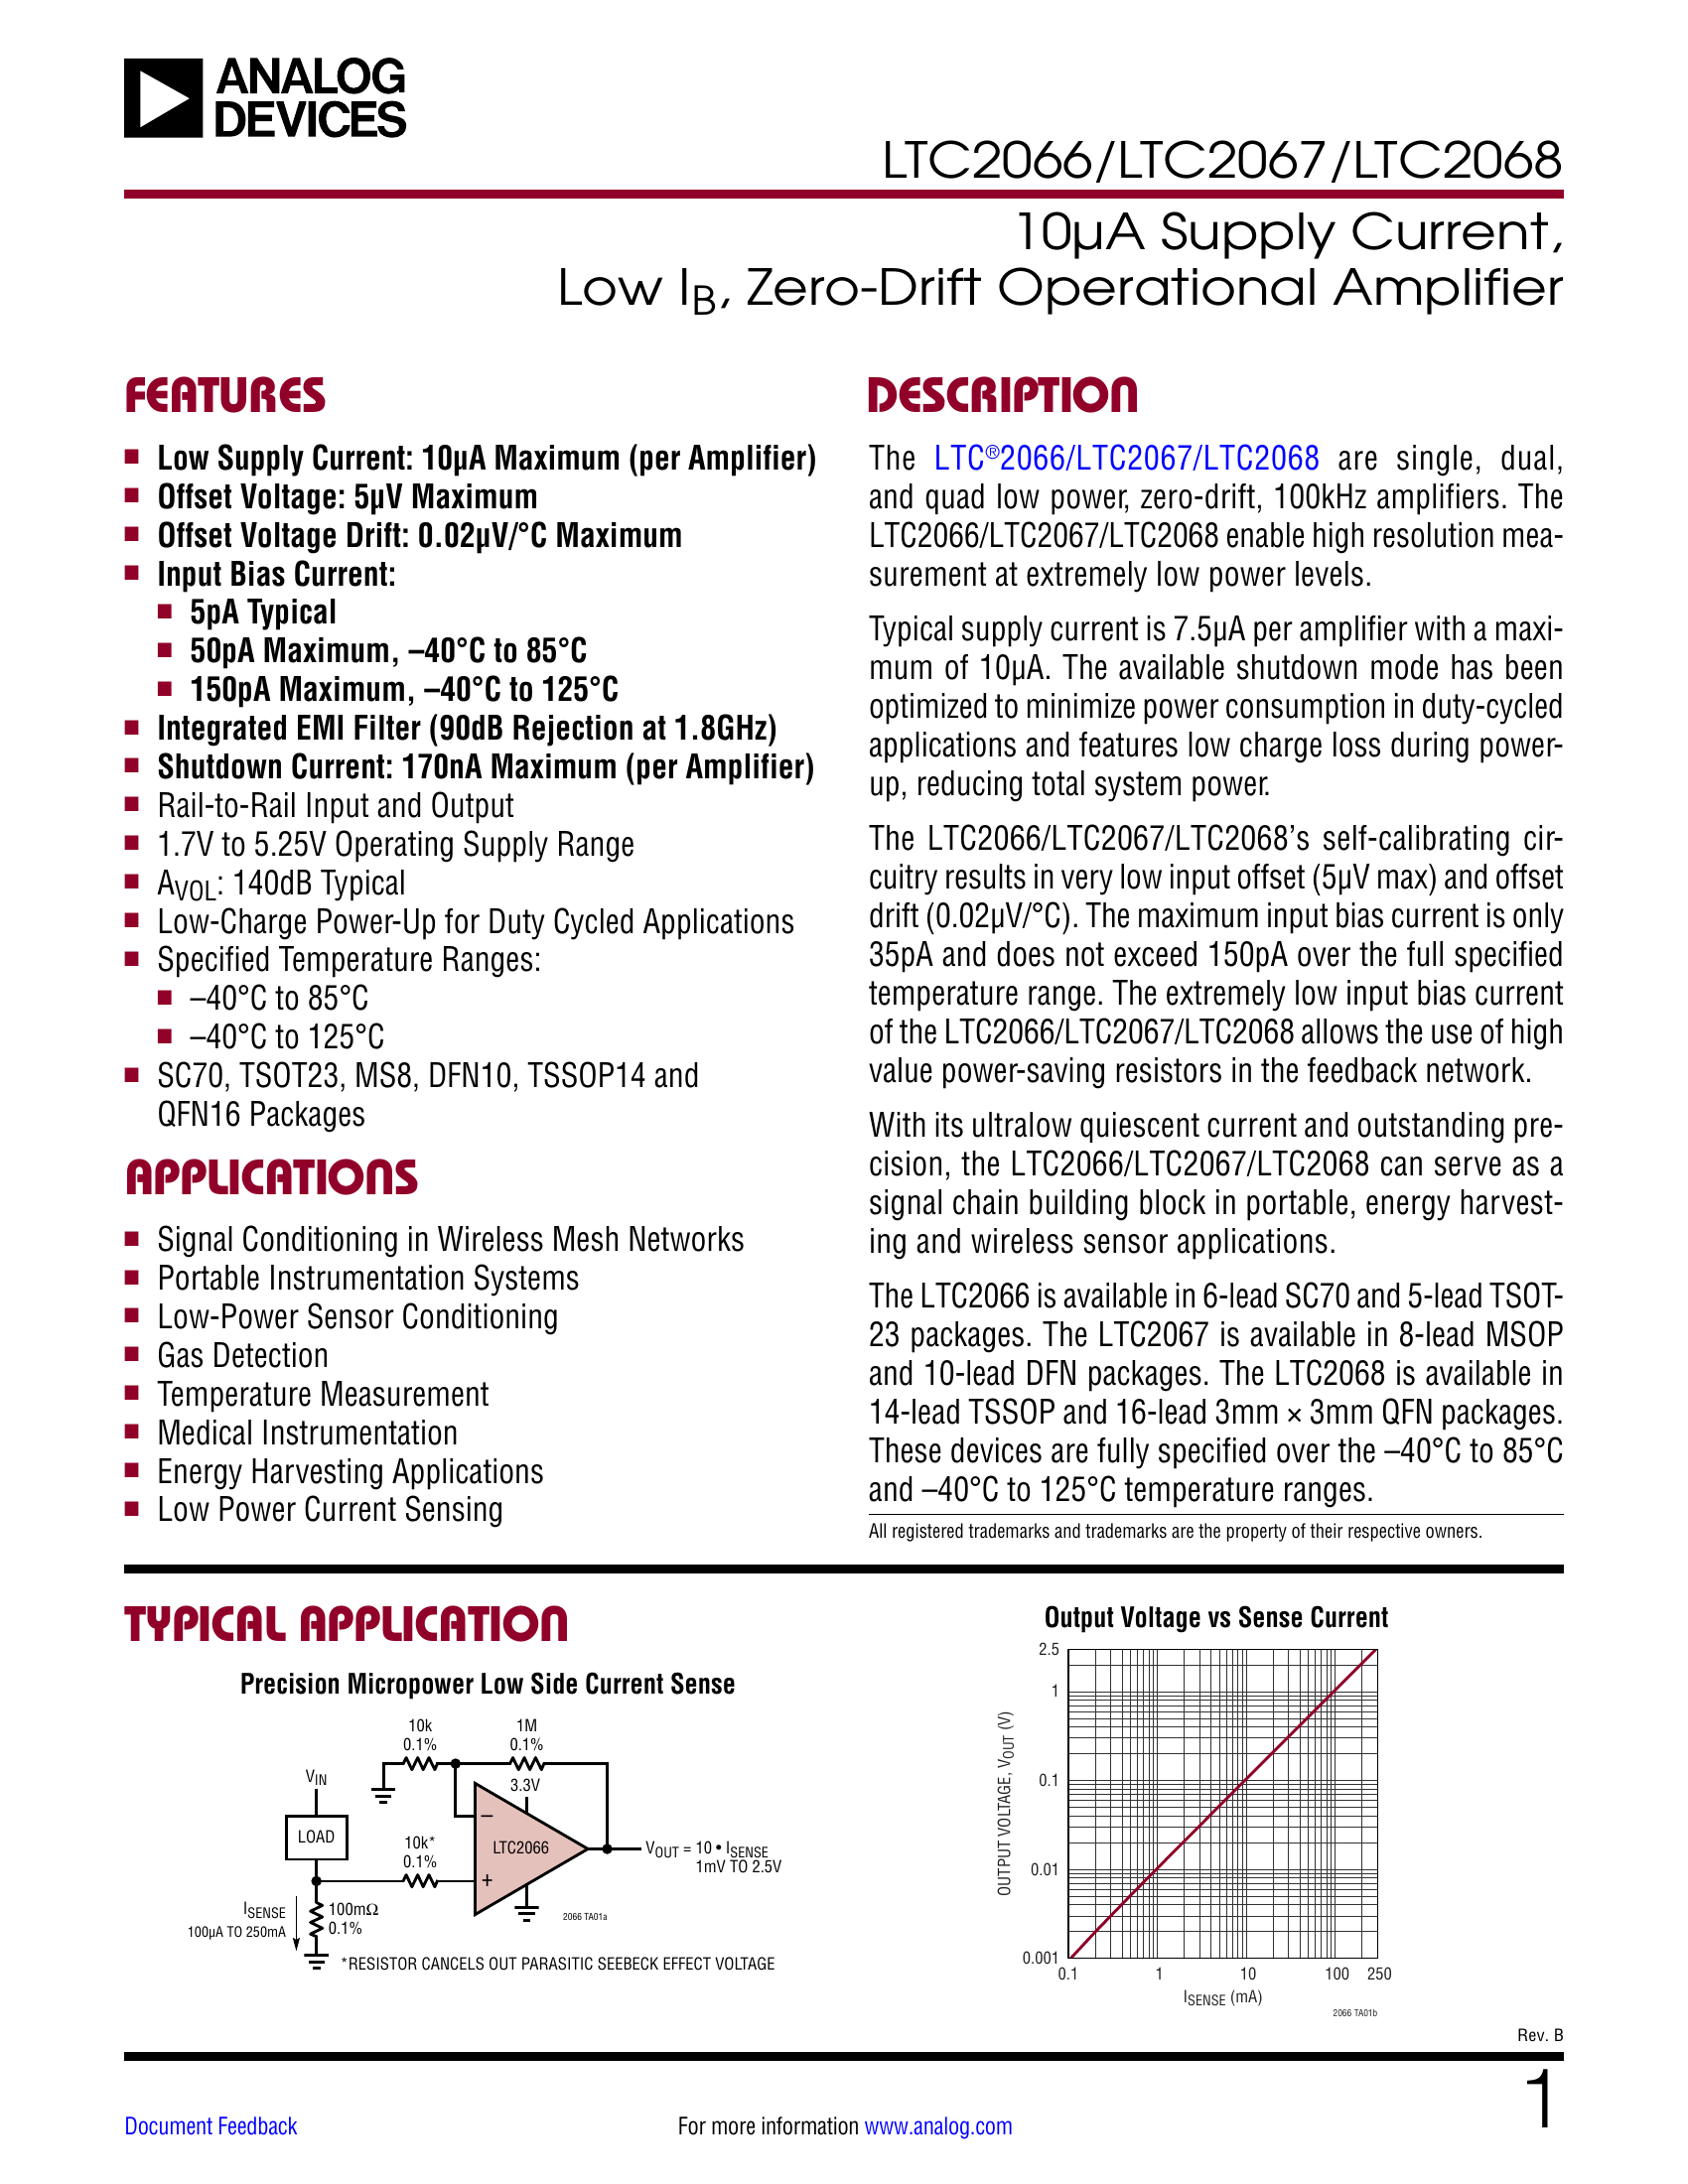 ANALOG
DEVICES
LTC2066/LTC2067/LTC2068
10µA Supply Current,
Low IB, Zero-Drift Operational Amplifier
FEATURES
■ Low Supply Current: 10µA Maximum (per Amplifier)
■ Offset Voltage: 5µV Maximum
■ Offset Voltage Drift: 0.02µV/°C Maximum
■ Input Bias Current:
■ 5pA Typical
■ 50pA Maximum, –40°C to 85°C
■ 150pA Maximum, –40°C to 125°C
■ Integrated EMI Filter (90dB Rejection at 1.8GHz)
■ Shutdown Current: 170nA Maximum (per Amplifier)
■ Rail-to-Rail Input and Output
■ 1.7V to 5.25V Operating Supply Range
■ AVOL: 140dB Typical
■ Low-Charge Power-Up for Duty Cycled Applications
■ Specified Temperature Ranges:
■ –40°C to 85°C
■ –40°C to 125°C
■ SC70, TSOT23, MS8, DFN10, TSSOP14 and
QFN16 Packages
APPLICATIONS
■ Signal Conditioning in Wireless Mesh Networks
■ Portable Instrumentation Systems
■ Low-Power Sensor Conditioning
■ Gas Detection
■ Temperature Measurement
■ Medical Instrumentation
■ Energy Harvesting Applications
■ Low Power Current Sensing
DESCRIPTION
The LTC®2066/LTC2067/LTC2068 are single, dual,
and quad low power, zero-drift, 100kHz amplifiers. The
LTC2066/LTC2067/LTC2068 enable high resolution mea-
surement at extremely low power levels.
Typical supply current is 7.5µA per amplifier with a maxi-
mum of 10µA. The available shutdown mode has been
optimized to minimize power consumption in duty-cycled
applications and features low charge loss during power-
up, reducing total system power.
The LTC2066/LTC2067/LTC2068's self-calibrating cir-
cuitry results in very low input offset (5µV max) and offset
drift (0.02µV/°C). The maximum input bias current is only
35pA and does not exceed 150pA over the full specified
temperature range. The extremely low input bias current
of the LTC2066/LTC2067/LTC2068 allows the use of high
value power-saving resistors in the feedback network.
With its ultralow quiescent current and outstanding pre-
cision, the LTC2066/LTC2067/LTC2068 can serve as a
signal chain building block in portable, energy harvest-
ing and wireless sensor applications.
The LTC2066 is available in 6-lead SC70 and 5-lead TSOT-
23 packages. The LTC2067 is available in 8-lead MSOP
and 10-lead DFN packages. The LTC2068 is available in
14-lead TSSOP and 16-lead 3mm × 3mm QFN packages.
These devices are fully specified over the –40°C to 85°C
and –40°C to 125°C temperature ranges.
All registered trademarks and trademarks are the property of their respective owners.
TYPICAL APPLICATION
Precision Micropower Low Side Current Sense
10k
0.1%
1M
0.1%
VIN
3.3V
–
LOAD
10k*
0.1%
LTC2066
VOUT = 10 • ISENSE
1mV TO 2.5V
+
ISENSE
100µA TO 250mA
100mΩ
0.1%
2066 TA01a
*RESISTOR CANCELS OUT PARASITIC SEEBECK EFFECT VOLTAGE
Output Voltage vs Sense Current
OUTPUT VOLTAGE, VOUT (V)
2.5
1
0.1
0.01
0.001
0.1 1 10 100 250
ISENSE (mA)
2066 TA01b
Rev. B
1
Document Feedback
For more information www.analog.com